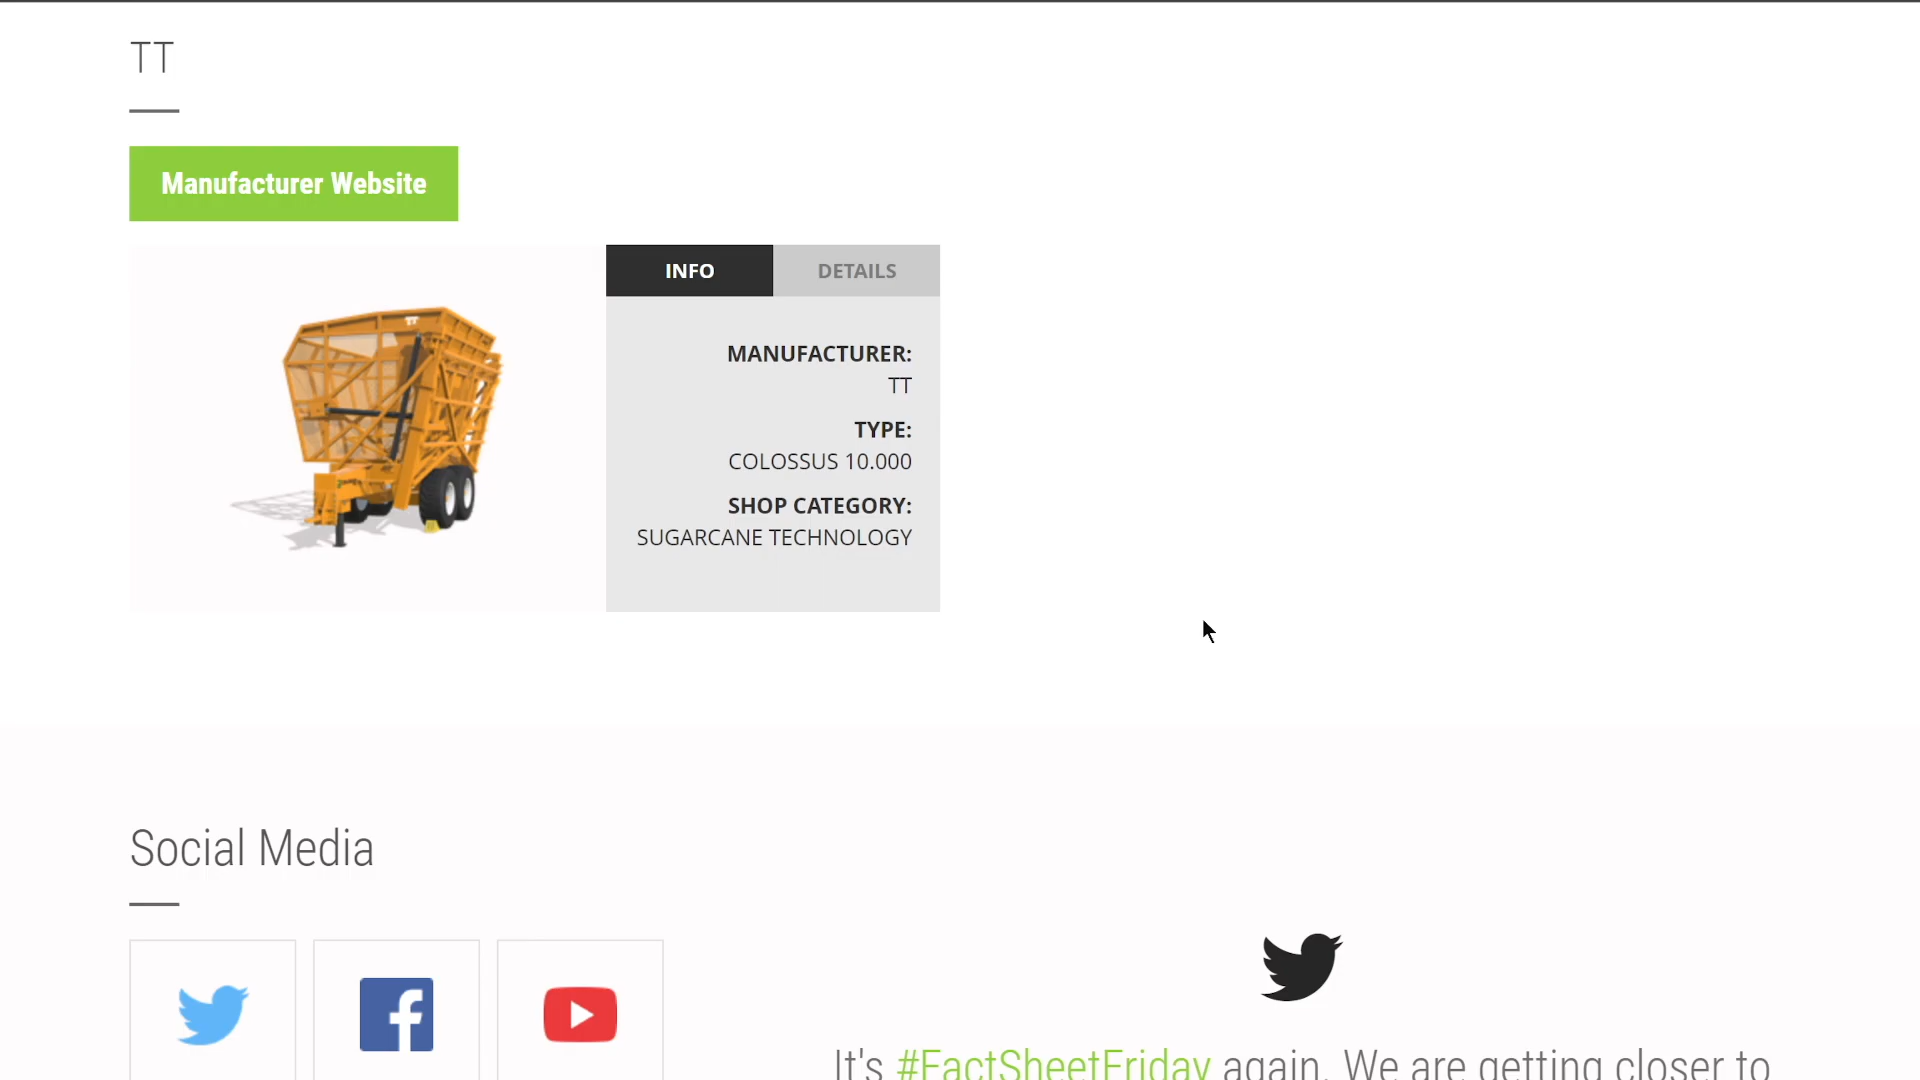 TT
Manufacturer Website
TT
INFO
DETAILS
MANUFACTURER:
TT
TYPE:
COLOSSUS 10.000
SHOP CATEGORY:
SUGARCANE TECHNOLOGY
Social Media
It's #FactSheetFriday again. We are getting closer to